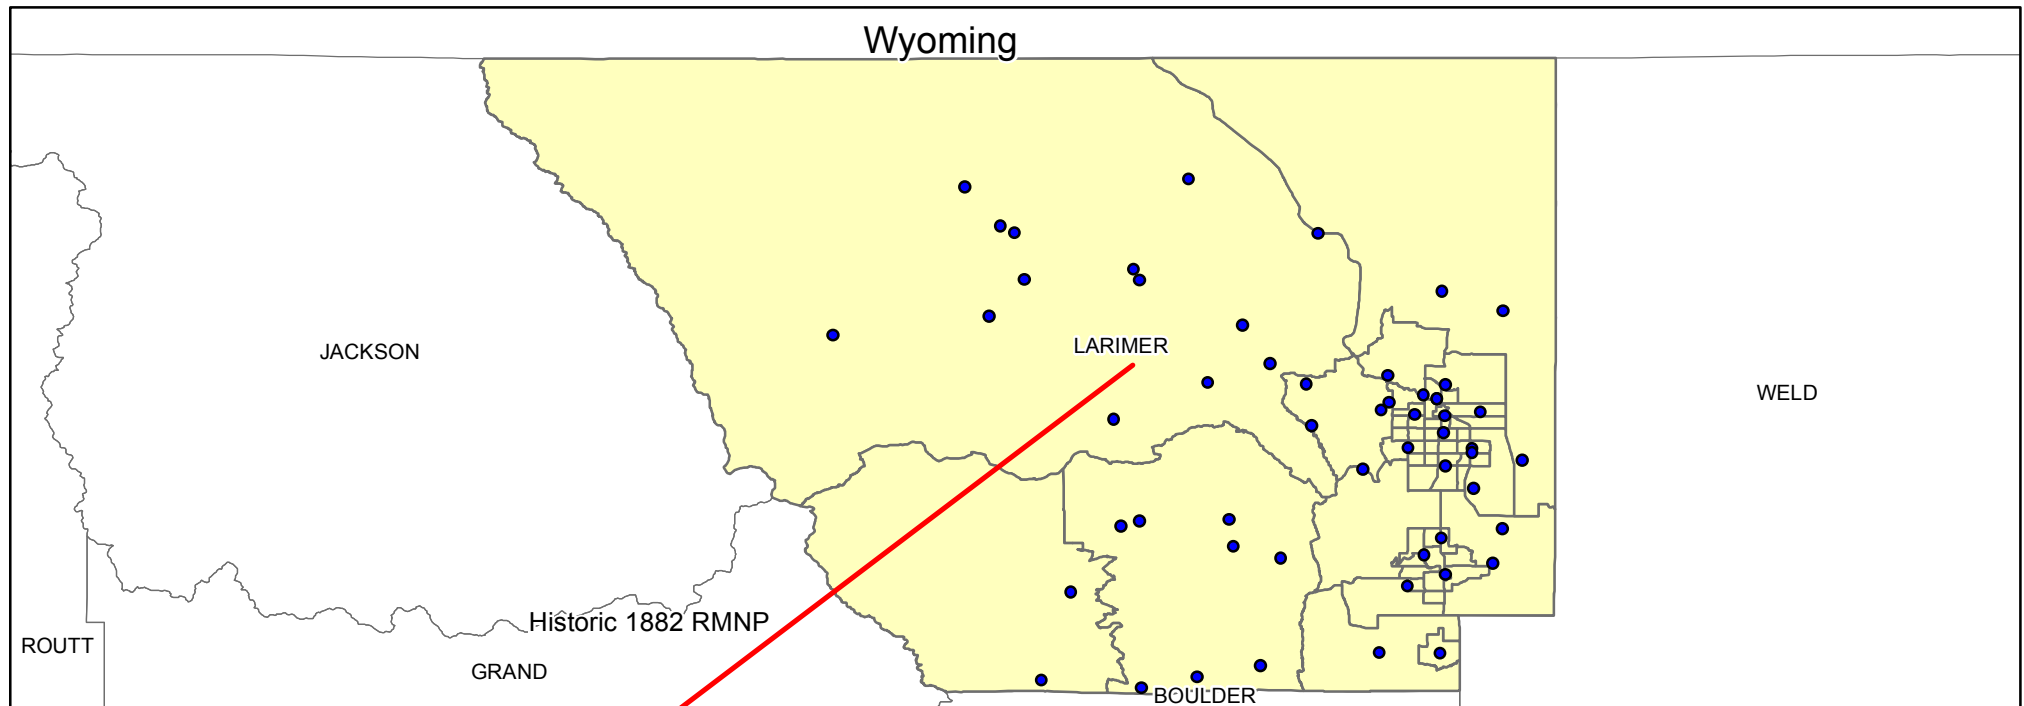 Wyoming
JACKSON
LARIMER
WELD
Historic 1882 RMNP
ROUTT
GRAND
BOULDER